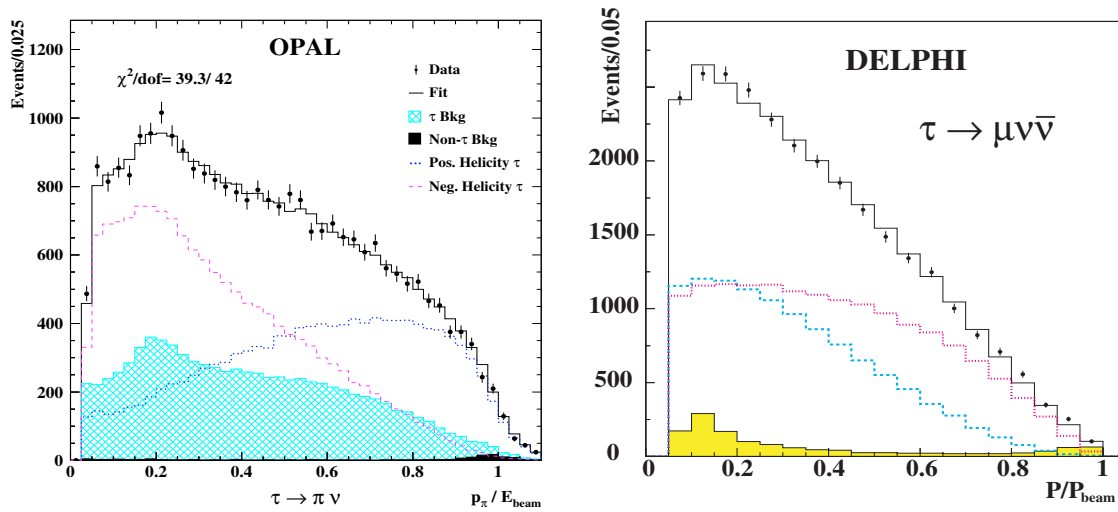 OPAL
Events/0.025
χ²/dof= 39.3/ 42
Data
Fit
τ Bkg
Non-τ Bkg
Pos. Helicity τ
Neg. Helicity τ
1200
1000
800
600
400
200
0
0 0.2 0.4 0.6 0.8 1
τ → π ν
p_π / E_beam
DELPHI
Events/0.05
τ → μνν̅
2500
2000
1500
1000
500
0
0 0.2 0.4 0.6 0.8 1
P/P_beam